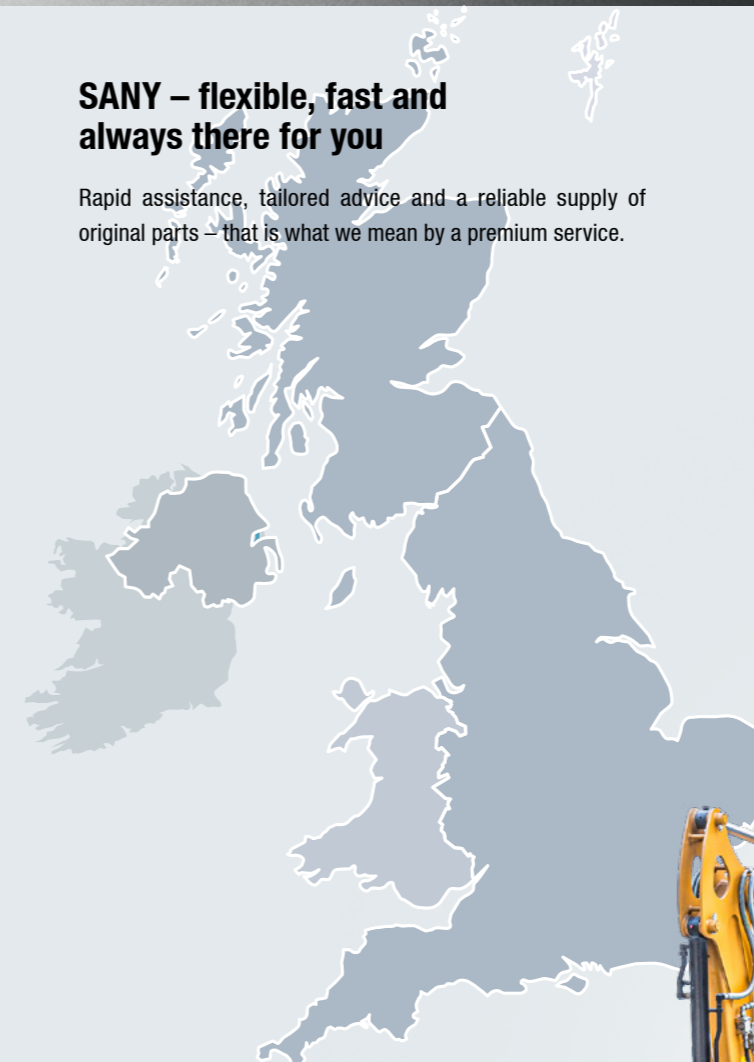 SANY – flexible, fast and
always there for you
Rapid assistance, tailored advice and a reliable supply of
original parts – that is what we mean by a premium service.